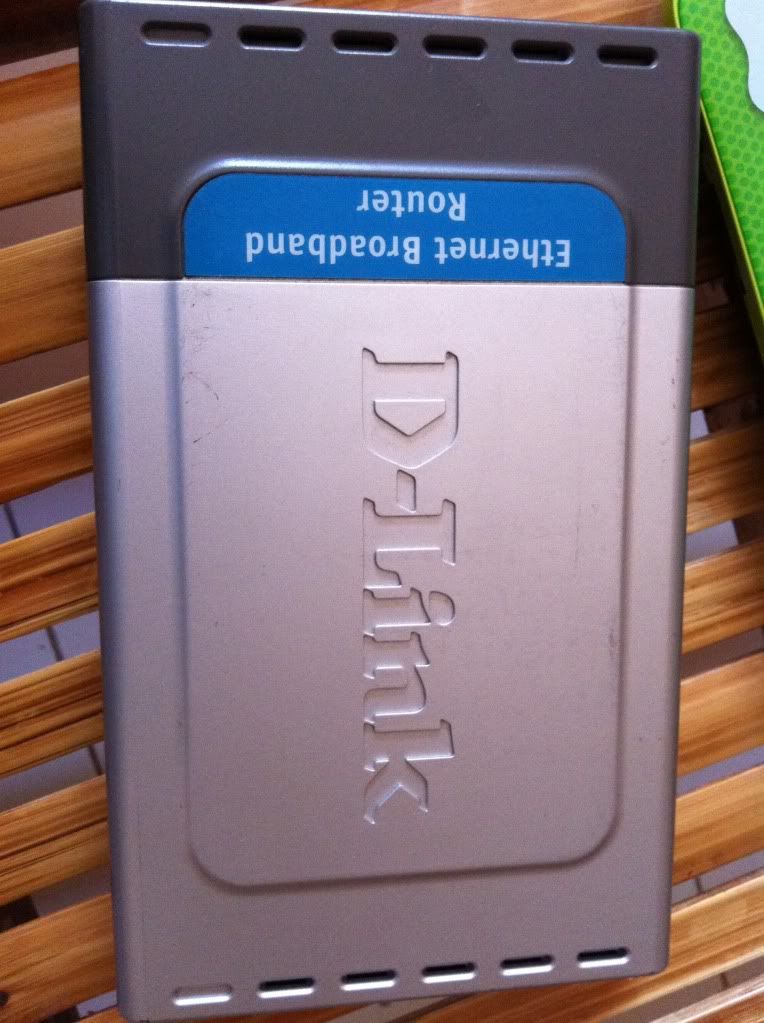 Ethernet Broadband
Router
D-Link